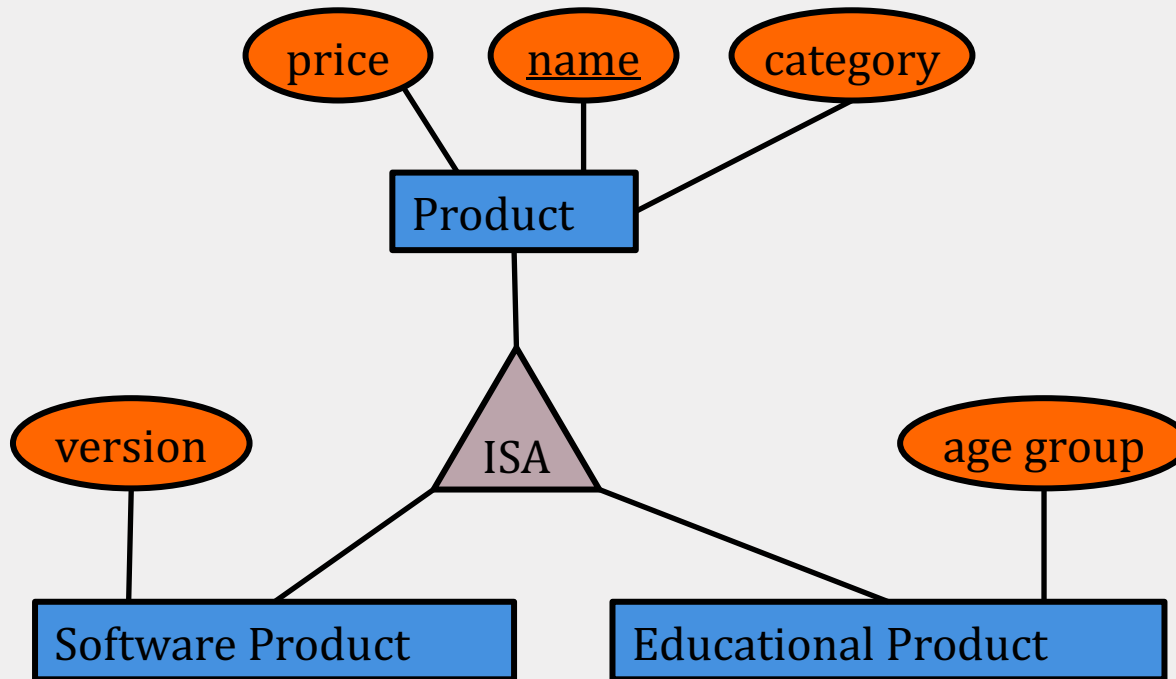 price
name
category
Product
version
ISA
age group
Software Product
Educational Product